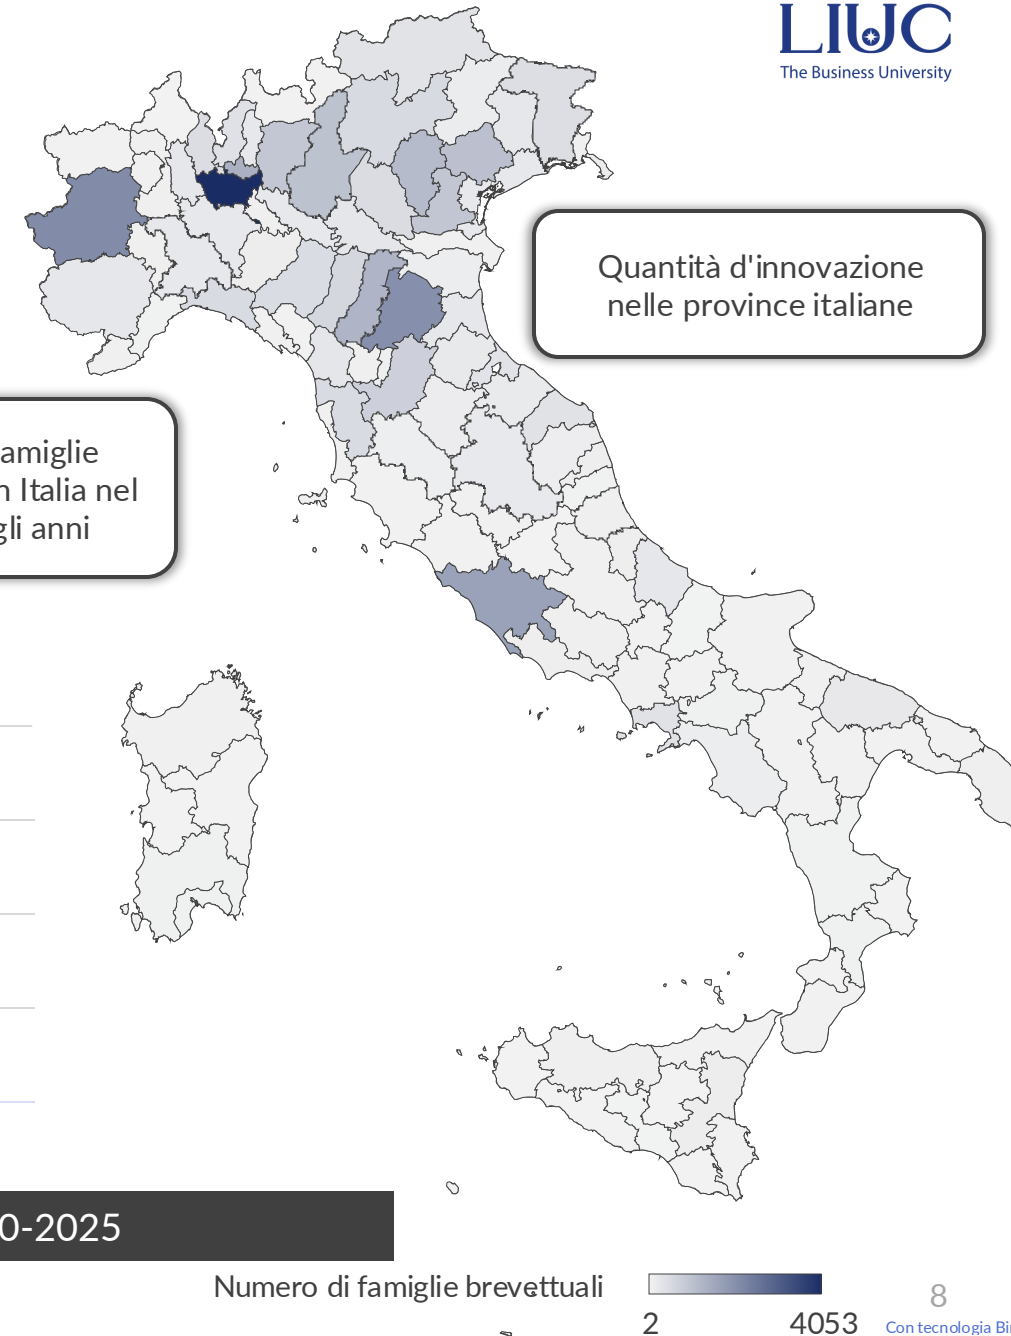 LIUC
The Business University
Quantità d'innovazione
nelle province italiane
amiglie
n Italia nel
gli anni
0-2025
Numero di famiglie brevettuali
2
4053
8
Con tecnologia Bin